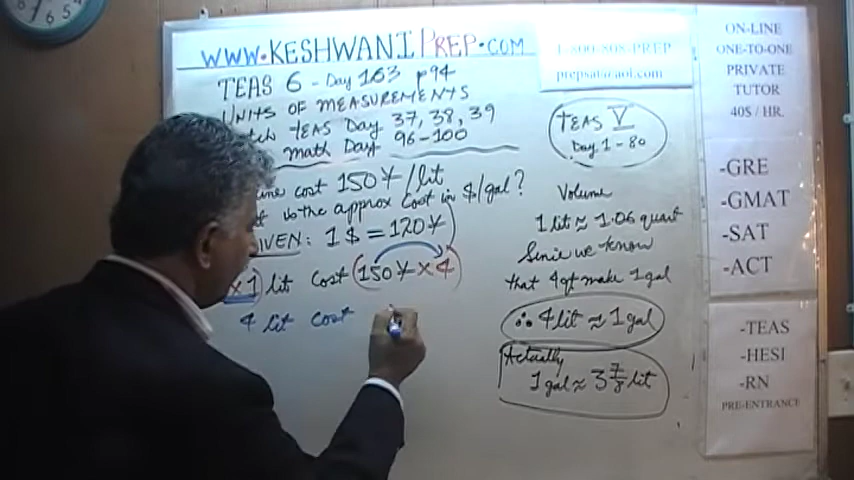 WWW.KESHWANIPREP.COM
TEAS 6 - Day 163 p94
UNITS OF MEASUREMENTS
TEAS Day 37, 38, 39
math Day 96-100
cost 150¥/lit
is the approx cost in $/gal?
GIVEN: 1 $ = 120¥
x 1) lit cost (150¥ x 4)
4 lit cost
prepsataol.com
TEAS V
Day 1 - 80
Volume
1 lit ≈ 1.06 quart
Since we know
that 4qt make 1 gal
∴ 4 lit ≈ 1 gal
Actually
1 gal ≈ 3 7/8 lit
ON-LINE
ONE-TO-ONE
PRIVATE
TUTOR
40$ / HR.
-GRE
-GMAT
-SAT
-ACT
-TEAS
-HESI
-RN
PRE-ENTRANCE